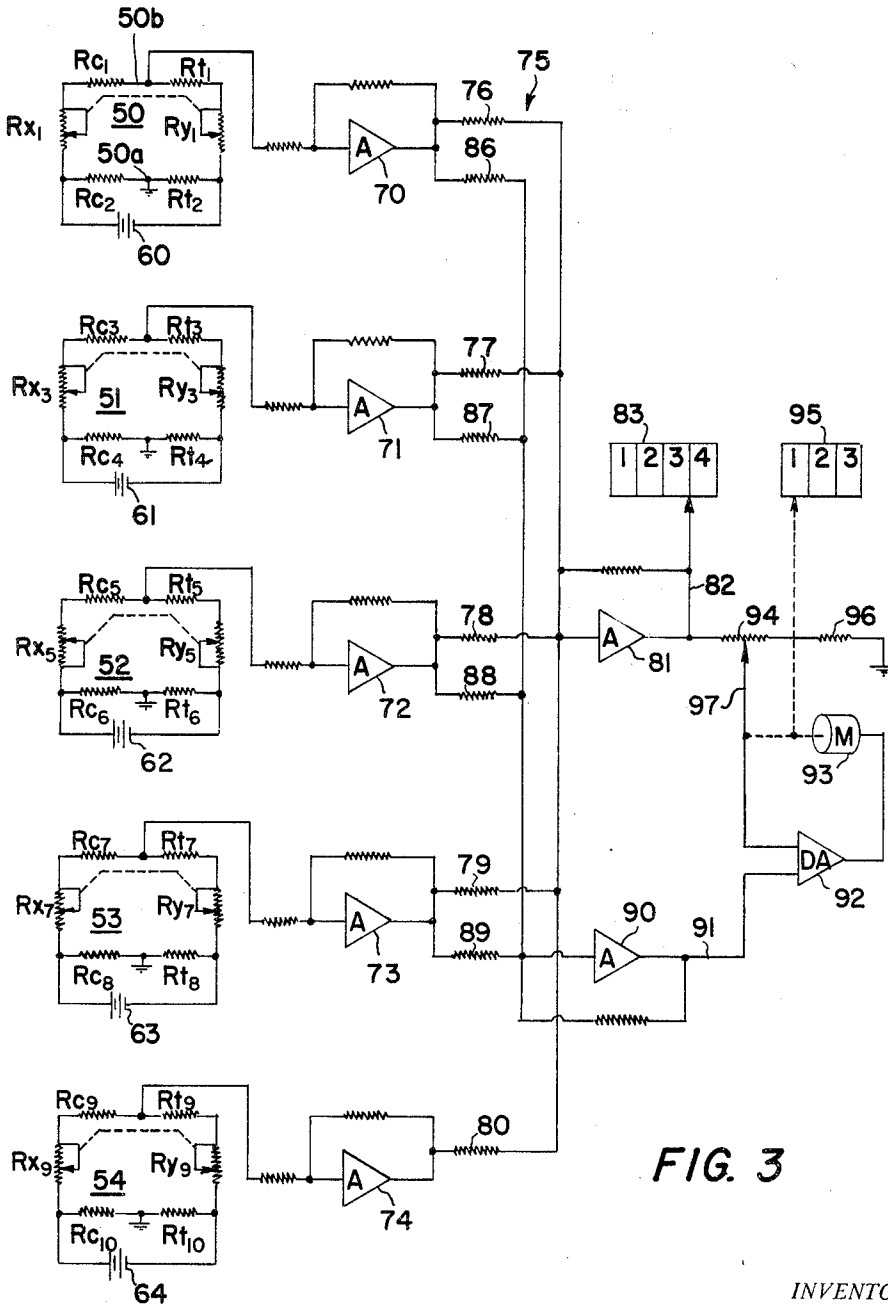 50b
Rc1 Rt1
75
76
Rx1 50 Ry1
A
86
50a
70
Rc2 Rt2
60
Rc3 Rt3
77
Rx3 51 Ry3
A
87
71
83 95
1 2 3 4 1 2 3
Rc4 Rt4
61
Rc5 Rt5
82
78
94 96
A
Rx5 52 Ry5
A
81
88
72
97
Rc6 Rt6
M
62
93
Rc7 Rt7
79
DA
92
Rx7 53 Ry7
90
A
89
91
73
A
Rc8 Rt8
63
Rc9 Rt9
80
Rx9 54 Ry9
A
FIG. 3
74
Rc10 Rt10
64
INVENTO